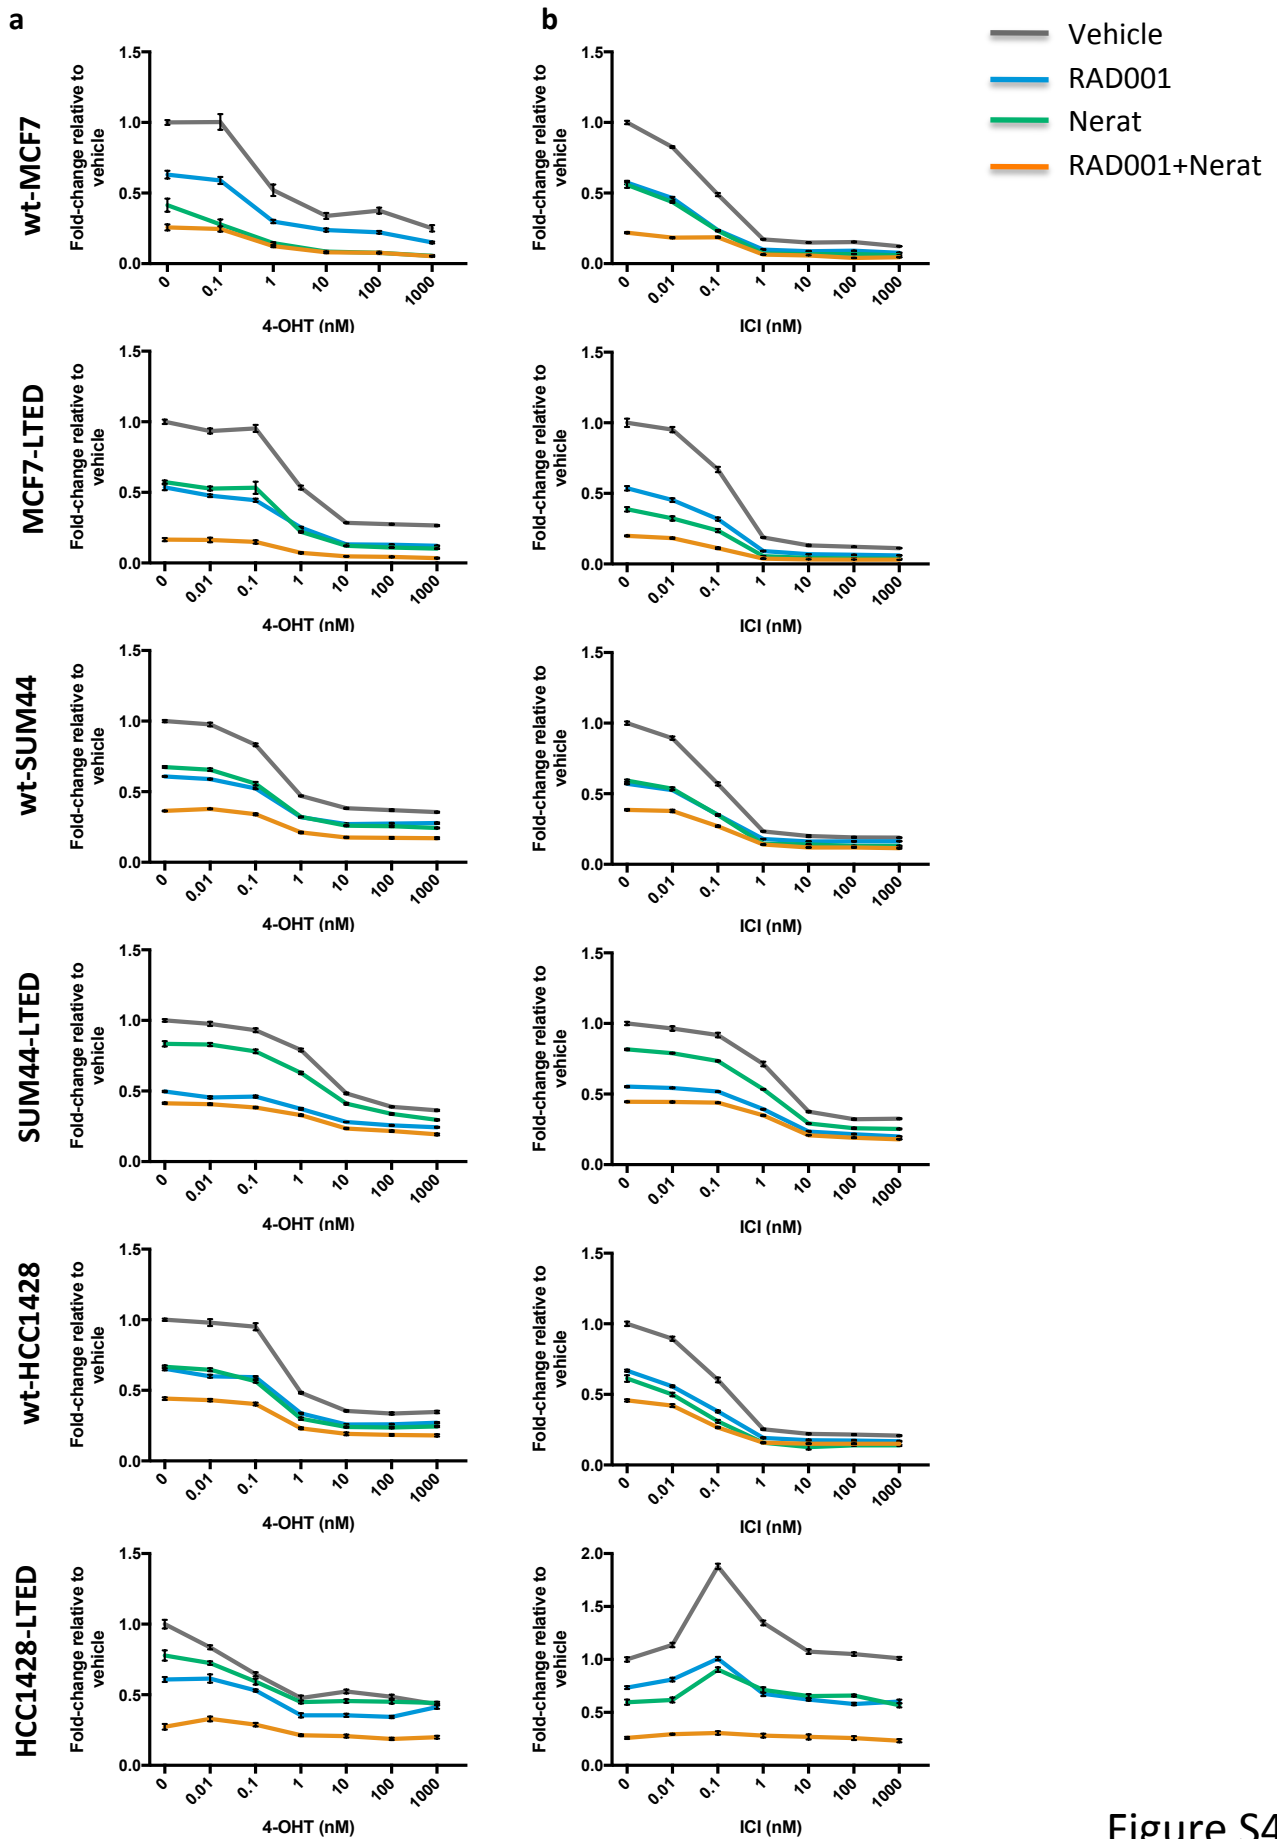 a
b
Vehicle
RAD001
Nerat
RAD001+Nerat
wt-MCF7
Fold-change relative to
vehicle
1.5
1.0
0.5
0.0
0 0.1 1 10 100 1000
4-OHT (nM)
Fold-change relative to
vehicle
1.5
1.0
0.5
0.0
0 0.01 0.1 1 10 100 1000
ICI (nM)
MCF7-LTED
Fold-change relative to
vehicle
1.5
1.0
0.5
0.0
0 0.01 0.1 1 10 100 1000
4-OHT (nM)
Fold-change relative to
vehicle
1.5
1.0
0.5
0.0
0 0.01 0.1 1 10 100 1000
ICI (nM)
wt-SUM44
Fold-change relative to
vehicle
1.5
1.0
0.5
0.0
0 0.01 0.1 1 10 100 1000
4-OHT (nM)
Fold-change relative to
vehicle
1.5
1.0
0.5
0.0
0 0.01 0.1 1 10 100 1000
ICI (nM)
SUM44-LTED
Fold-change relative to
vehicle
1.5
1.0
0.5
0.0
0 0.01 0.1 1 10 100 1000
4-OHT (nM)
Fold-change relative to
vehicle
1.5
1.0
0.5
0.0
0 0.01 0.1 1 10 100 1000
ICI (nM)
wt-HCC1428
Fold-change relative to
vehicle
1.5
1.0
0.5
0.0
0 0.01 0.1 1 10 100 1000
4-OHT (nM)
Fold-change relative to
vehicle
1.5
1.0
0.5
0.0
0 0.01 0.1 1 10 100 1000
ICI (nM)
HCC1428-LTED
Fold-change relative to
vehicle
1.5
1.0
0.5
0.0
0 0.01 0.1 1 10 100 1000
4-OHT (nM)
Fold-change relative to
vehicle
2.0
1.5
1.0
0.5
0.0
0 0.01 0.1 1 10 100 1000
ICI (nM)
Figure S4